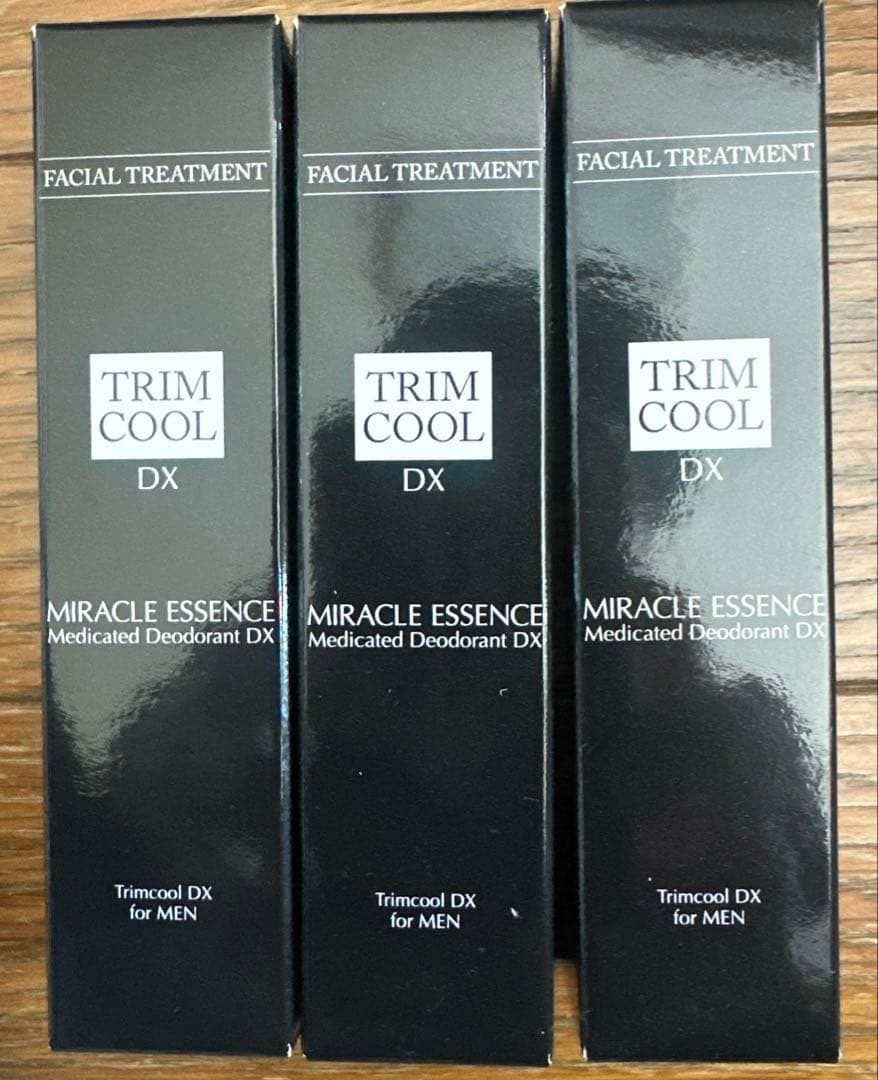 FACIAL TREATMENT
TRIM
COOL
DX
MIRACLE ESSENCE
Medicated Deodorant DX
Trimcool DX
for MEN
FACIAL TREATMENT
TRIM
COOL
DX
MIRACLE ESSENCE
Medicated Deodorant DX
Trimcool DX
for MEN
FACIAL TREATMENT
TRIM
COOL
DX
MIRACLE ESSENCE
Medicated Deodorant DX
Trimcool DX
for MEN